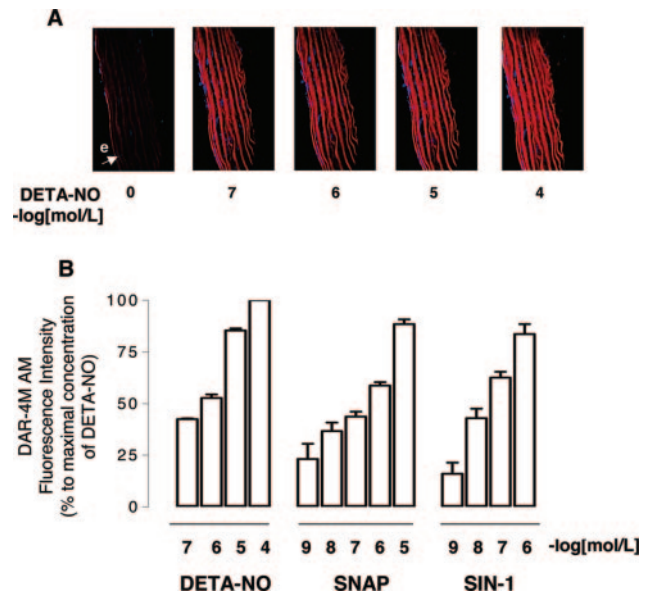 A
e
DETA-NO 0 7 6 5 4
-log[mol/L]
B
DAR-4M AM
Fluorescence Intensity
(% to maximal concentration
of DETA-NO)
100
75
50
25
0
7 6 5 4 9 8 7 6 5 9 8 7 6 -log[mol/L]
DETA-NO SNAP SIN-1